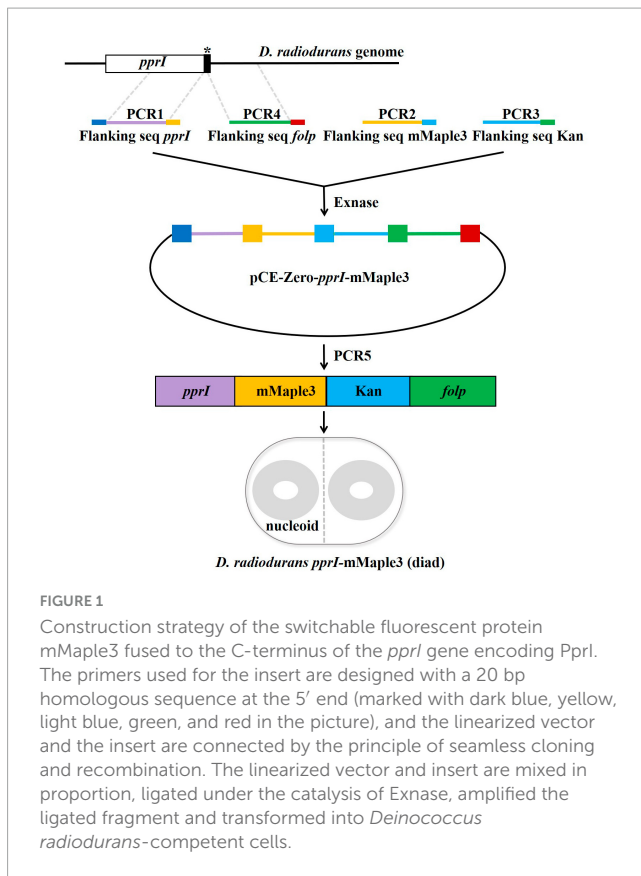 *
pprI
D. radiodurans genome
PCR1 PCR4 PCR2 PCR3
Flanking seq pprI Flanking seq folp Flanking seq mMaple3 Flanking seq Kan
Exnase
pCE-Zero-pprI-mMaple3
PCR5
pprI mMaple3 Kan folp
nucleoid
D. radiodurans pprI-mMaple3 (diad)
FIGURE 1
Construction strategy of the switchable fluorescent protein
mMaple3 fused to the C-terminus of the pprI gene encoding PprI.
The primers used for the insert are designed with a 20 bp
homologous sequence at the 5′ end (marked with dark blue, yellow,
light blue, green, and red in the picture), and the linearized vector
and the insert are connected by the principle of seamless cloning
and recombination. The linearized vector and insert are mixed in
proportion, ligated under the catalysis of Exnase, amplified the
ligated fragment and transformed into Deinococcus
radiodurans-competent cells.